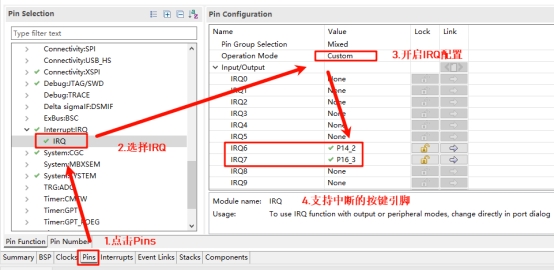 Pin Selection
Type filter text
Connectivity:SPI
Connectivity:USB_HS
Connectivity:XSPI
Debug:JTAG/SWD
Debug:TRACE
Delta sigmaIF:DSMIF
ExBus:BSC
Interrupt:IRQ
IRQ
System:CGC
System:MBXSEM
System:SYSTEM
TRG:ADC
Timer:CMTW
Timer:GPT
Timer:GPT_POEG
2.选择IRQ
1.点击Pins
Pin Function
Pin Number
Pin Configuration
Name Value Lock Link
Pin Group Selection Mixed
Operation Mode Custom
3.开启IRQ配置
Input/Output
IRQ0 None
IRQ1 None
IRQ2 None
IRQ3 None
IRQ4 None
IRQ5 None
IRQ6 P14_2
IRQ7 P16_3
IRQ8 None
IRQ9 None
Module name: IRQ
4.支持中断的按键引脚
Usage: To use IRQ function with output or peripheral modes, change directly in port dialog
Summary BSP Clocks Pins Interrupts Event Links Stacks Components